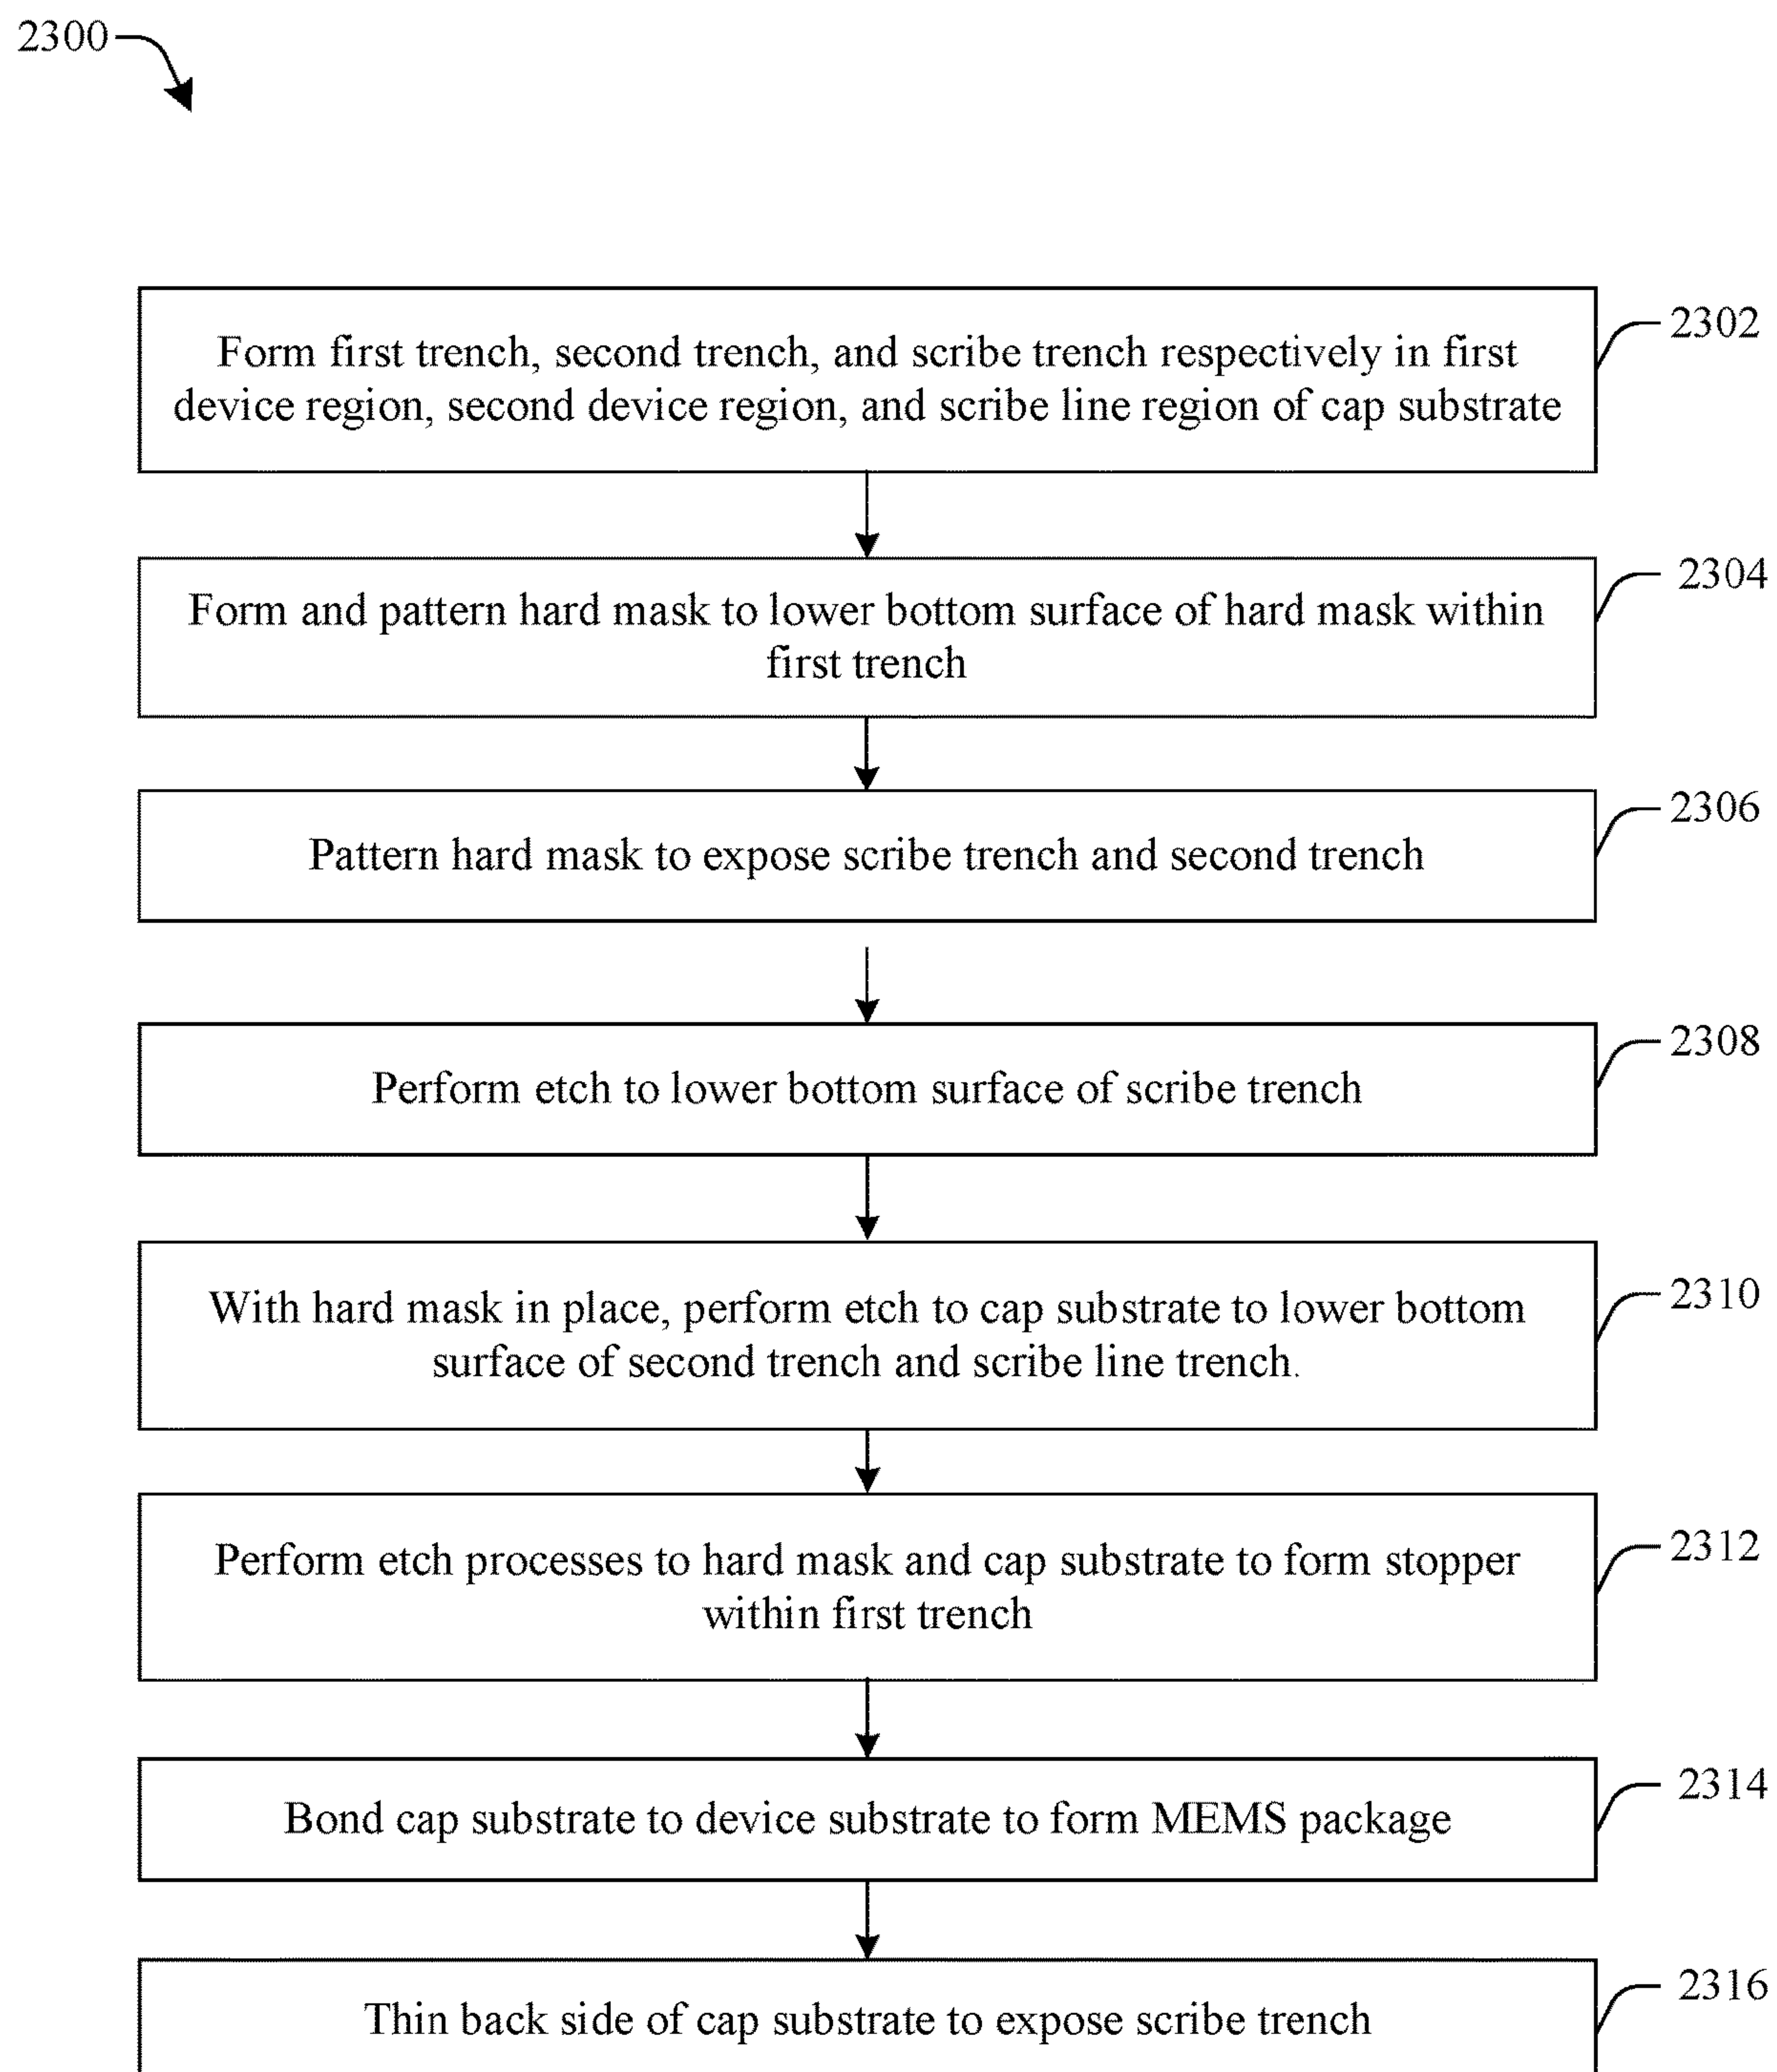 2300
Form first trench, second trench, and scribe trench respectively in first
device region, second device region, and scribe line region of cap substrate
2302
Form and pattern hard mask to lower bottom surface of hard mask within
first trench
2304
Pattern hard mask to expose scribe trench and second trench
2306
Perform etch to lower bottom surface of scribe trench
2308
With hard mask in place, perform etch to cap substrate to lower bottom
surface of second trench and scribe line trench.
2310
Perform etch processes to hard mask and cap substrate to form stopper
within first trench
2312
Bond cap substrate to device substrate to form MEMS package
2314
Thin back side of cap substrate to expose scribe trench
2316